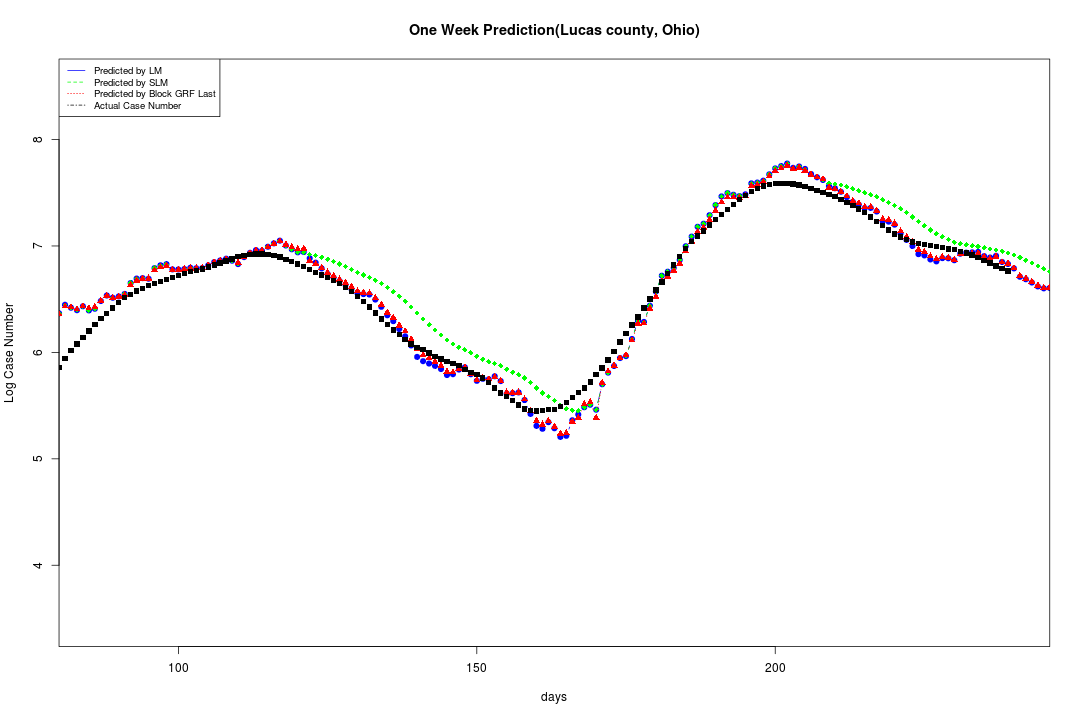 One Week Prediction(Lucas county, Ohio)
Predicted by LM
Predicted by SLM
Predicted by Block GRF Last
Actual Case Number
8
7
6
5
4
Log Case Number
100 150 200
days